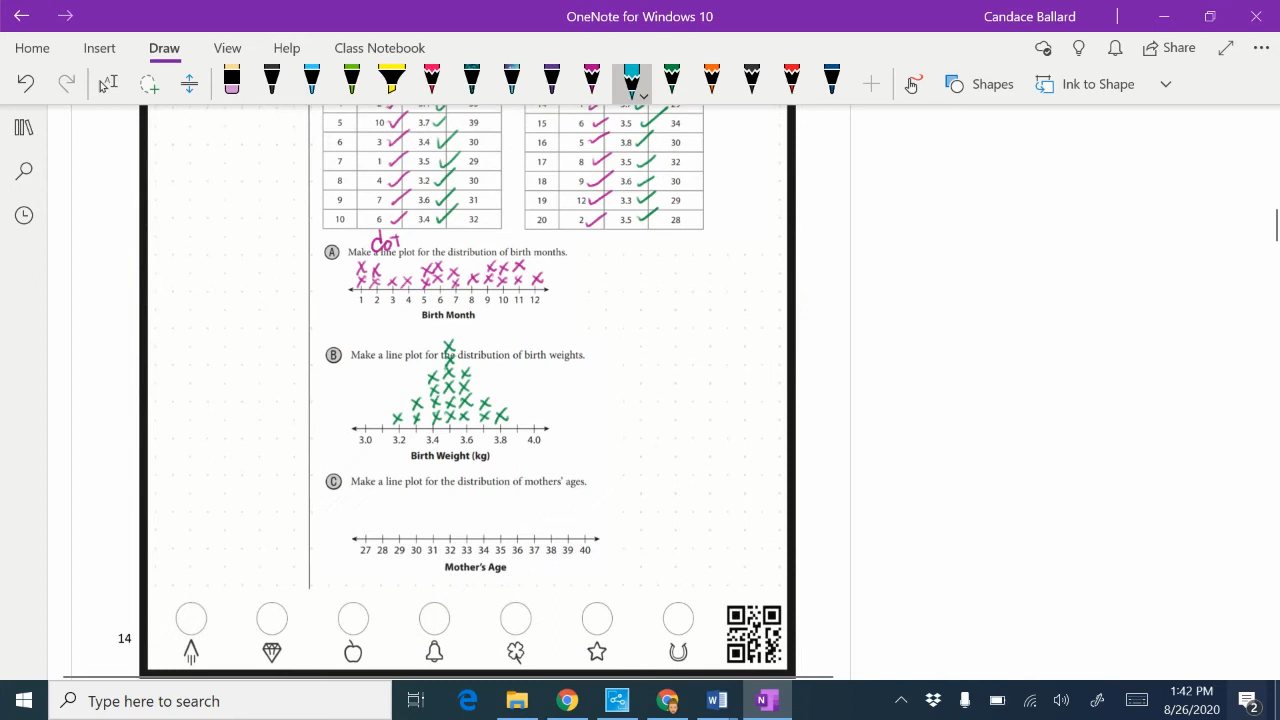 OneNote for Windows 10
Candace Ballard
Home Insert Draw View Help Class Notebook Share
Shapes Ink to Shape
5 10 3.7 39
6 3 3.4 30
7 1 3.5 29
8 4 3.2 30
9 7 3.6 31
10 6 3.4 32
15 6 3.5 34
16 5 3.8 30
17 8 3.5 32
18 9 3.6 30
19 12 3.3 29
20 2 3.5 28
dot
A Make a line plot for the distribution of birth months.
1 2 3 4 5 6 7 8 9 10 11 12
Birth Month
B Make a line plot for the distribution of birth weights.
3.0 3.2 3.4 3.6 3.8 4.0
Birth Weight (kg)
C Make a line plot for the distribution of mothers' ages.
27 28 29 30 31 32 33 34 35 36 37 38 39 40
Mother's Age
14
Type here to search
1:42 PM
8/26/2020
2